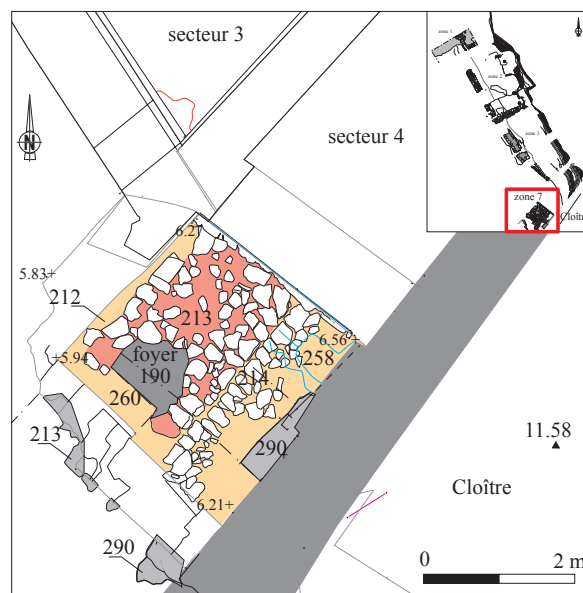 secteur 3
secteur 4
zone 1
zone 2
zone 3
zone 7
Cloître
N
6.27
5.83+
212
213
6.56+
+5.94
foyer
190
258
214
260
213
290
11.58
Cloître
6.21+
290
0 2 m